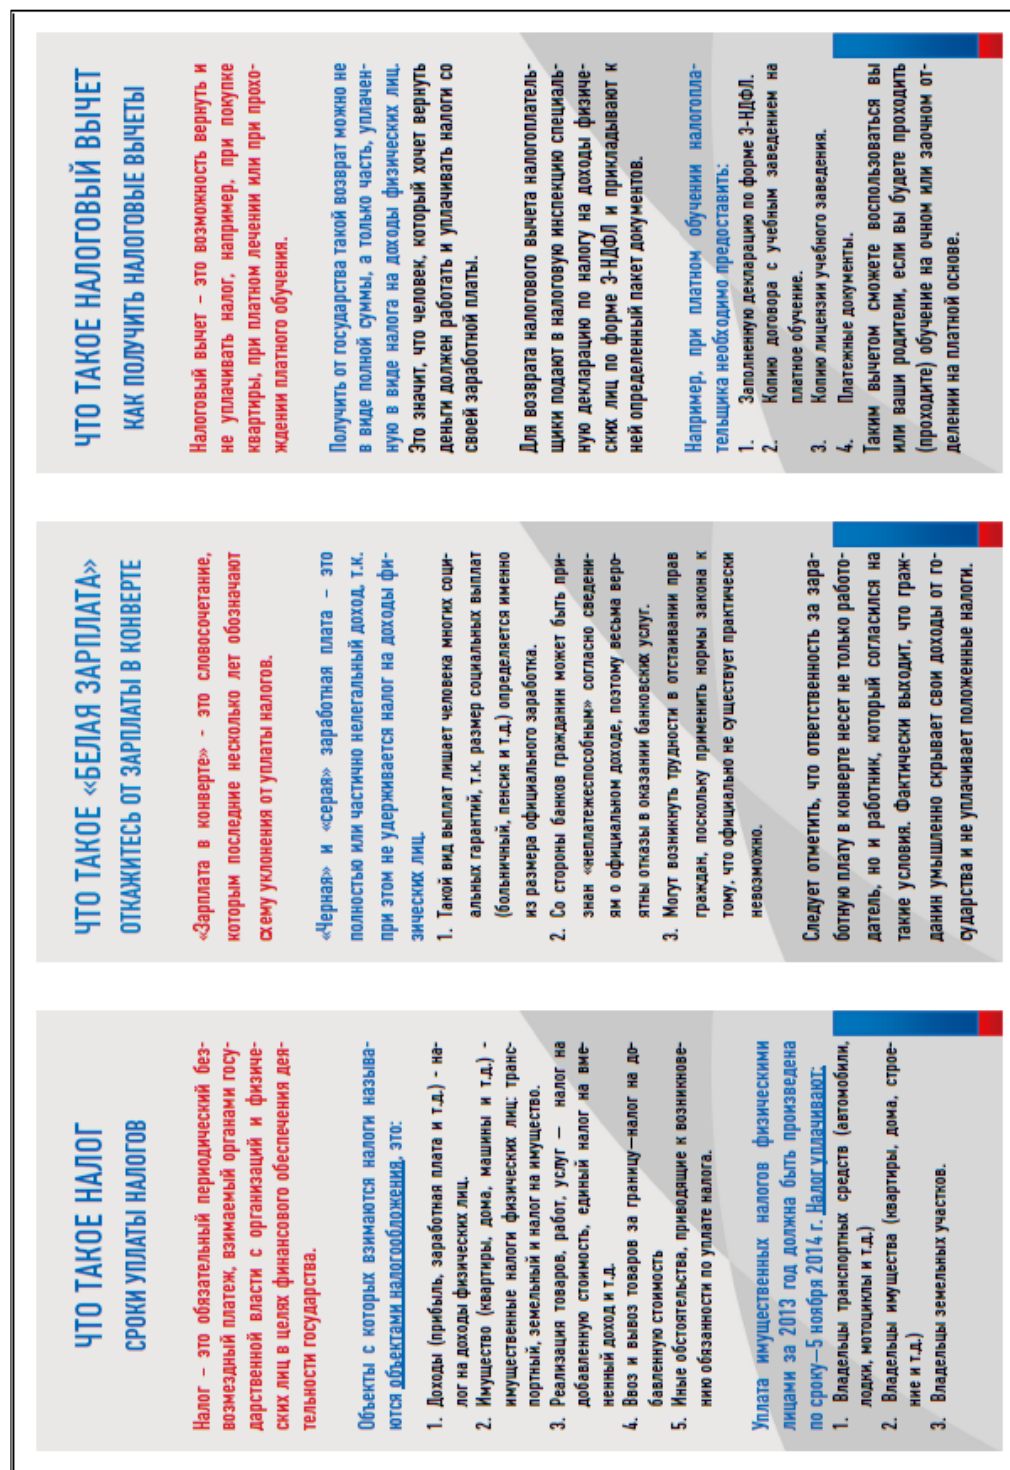 ЧТО ТАКОЕ НАЛОГ
СРОКИ УПЛАТЫ НАЛОГОВ
Налог – это обязательный периодический без-
возмездный платеж, взимаемый органами госу-
дарственной власти с организаций и физиче-
ских лиц в целях финансового обеспечения дея-
тельности государства.
Объекты с которых взимаются налоги называ-
ются объектами налогообложения, это:
1. Доходы (прибыль, заработная плата и т.д.) - на-
лог на доходы физических лиц.
2. Имущество (квартиры, дома, машины и т.д.) -
имущественные налоги физических лиц: транс-
портный, земельный и налог на имущество.
3. Реализация товаров, работ, услуг — налог на
добавленную стоимость, единый налог на вме-
ненный доход и т.д.
4. Ввоз и вывоз товаров за границу—налог на до-
бавленную стоимость
5. Иные обстоятельства, приводящие к возникнове-
нию обязанности по уплате налога.
Уплата имущественных налогов физическими
лицами за 2013 год должна быть произведена
по сроку—5 ноября 2014 г. Налог уплачивают:
1. Владельцы транспортных средств (автомобили,
лодки, мотоциклы и т.д.)
2. Владельцы имущества (квартиры, дома, строе-
ние и т.д.)
3. Владельцы земельных участков.
ЧТО ТАКОЕ «БЕЛАЯ ЗАРПЛАТА»
ОТКАЖИТЕСЬ ОТ ЗАРПЛАТЫ В КОНВЕРТЕ
«Зарплата в конверте» - это словосочетание,
которым последние несколько лет обозначают
схему уклонения от уплаты налогов.
«Черная» и «серая» заработная плата – это
полностью или частично нелегальный доход, т.к.
при этом не удерживается налог на доходы фи-
зических лиц.
1. Такой вид выплат лишает человека многих соци-
альных гарантий, т.к. размер социальных выплат
(больничный, пенсия и т.д.) определяется именно
из размера официального заработка.
2. Со стороны банков гражданин может быть при-
знан «неплатежеспособным» согласно сведени-
ям о официальном доходе, поэтому весьма веро-
ятны отказы в оказании банковских услуг.
3. Могут возникнуть трудности в отстаивании прав
граждан, поскольку применить нормы закона к
тому, что официально не существует практически
невозможно.
Следует отметить, что ответственность за зара-
ботную плату в конверте несет не только работо-
датель, но и работник, который согласился на
такие условия. Фактически выходит, что граж-
данин умышленно скрывает свои доходы от го-
сударства и не уплачивает положенные налоги.
ЧТО ТАКОЕ НАЛОГОВЫЙ ВЫЧЕТ
КАК ПОЛУЧИТЬ НАЛОГОВЫЕ ВЫЧЕТЫ
Налоговый вычет – это возможность вернуть и
не уплачивать налог, например, при покупке
квартиры, при платном лечении или при прохо-
ждении платного обучения.
Получить от государства такой возврат можно не
в виде полной суммы, а только часть, уплачен-
ную в виде налога на доходы физических лиц.
Это значит, что человек, который хочет вернуть
деньги должен работать и уплачивать налоги со
своей заработной платы.
Для возврата налогового вычета налогоплатель-
щики подают в налоговую инспекцию специаль-
ную декларацию по налогу на доходы физиче-
ских лиц по форме 3-НДФЛ и прикладывают к
ней определенный пакет документов.
Например, при платном обучении налогопла-
тельщика необходимо предоставить:
1. Заполненную декларацию по форме 3-НДФЛ.
2. Копию договора с учебным заведением на
платное обучение.
3. Копию лицензии учебного заведения.
4. Платежные документы.
Таким вычетом сможете воспользоваться вы
или ваши родители, если вы будете проходить
(проходите) обучение на очном или заочном от-
делении на платной основе.